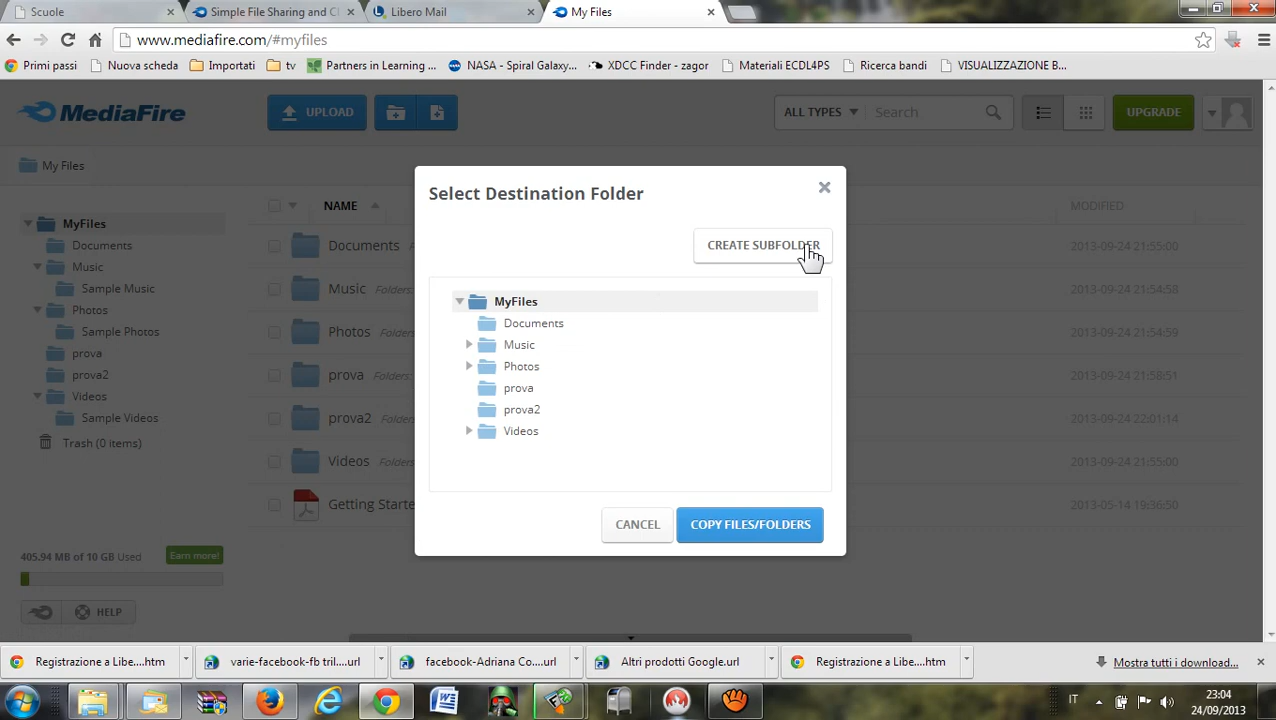 Scuole
Simple File Sharing and Cl
Libero Mail
My Files
www.mediafire.com/#myfiles
Primi passi
Nuova scheda
Importati
tv
Partners in Learning ...
NASA - Spiral Galaxy...
XDCC Finder - zagor
Materiali ECDL4PS
Ricerca bandi
VISUALIZZAZIONE B...
MediaFire
UPLOAD
ALL TYPES
Search
UPGRADE
My Files
MyFiles
Documents
Music
Sample Music
Photos
Sample Photos
prova
prova2
Videos
Sample Videos
Trash (0 items)
405.94 MB of 10 GB Used
Earn more!
HELP
NAME
MODIFIED
Documents
2013-09-24 21:55:00
Music Folders:
2013-09-24 21:54:58
Photos Folders:
2013-09-24 21:54:59
prova Folders:
2013-09-24 21:58:51
prova2 Folders:
2013-09-24 22:01:14
Videos Folders:
2013-09-24 21:55:00
Getting Starte
2013-05-14 19:36:50
Select Destination Folder
CREATE SUBFOLDER
MyFiles
Documents
Music
Photos
prova
prova2
Videos
CANCEL
COPY FILES/FOLDERS
Registrazione a Libe....htm
varie-facebook-fb tril....url
facebook-Adriana Co....url
Altri prodotti Google.url
Registrazione a Libe....htm
Mostra tutti i download...
IT
23:04
24/09/2013